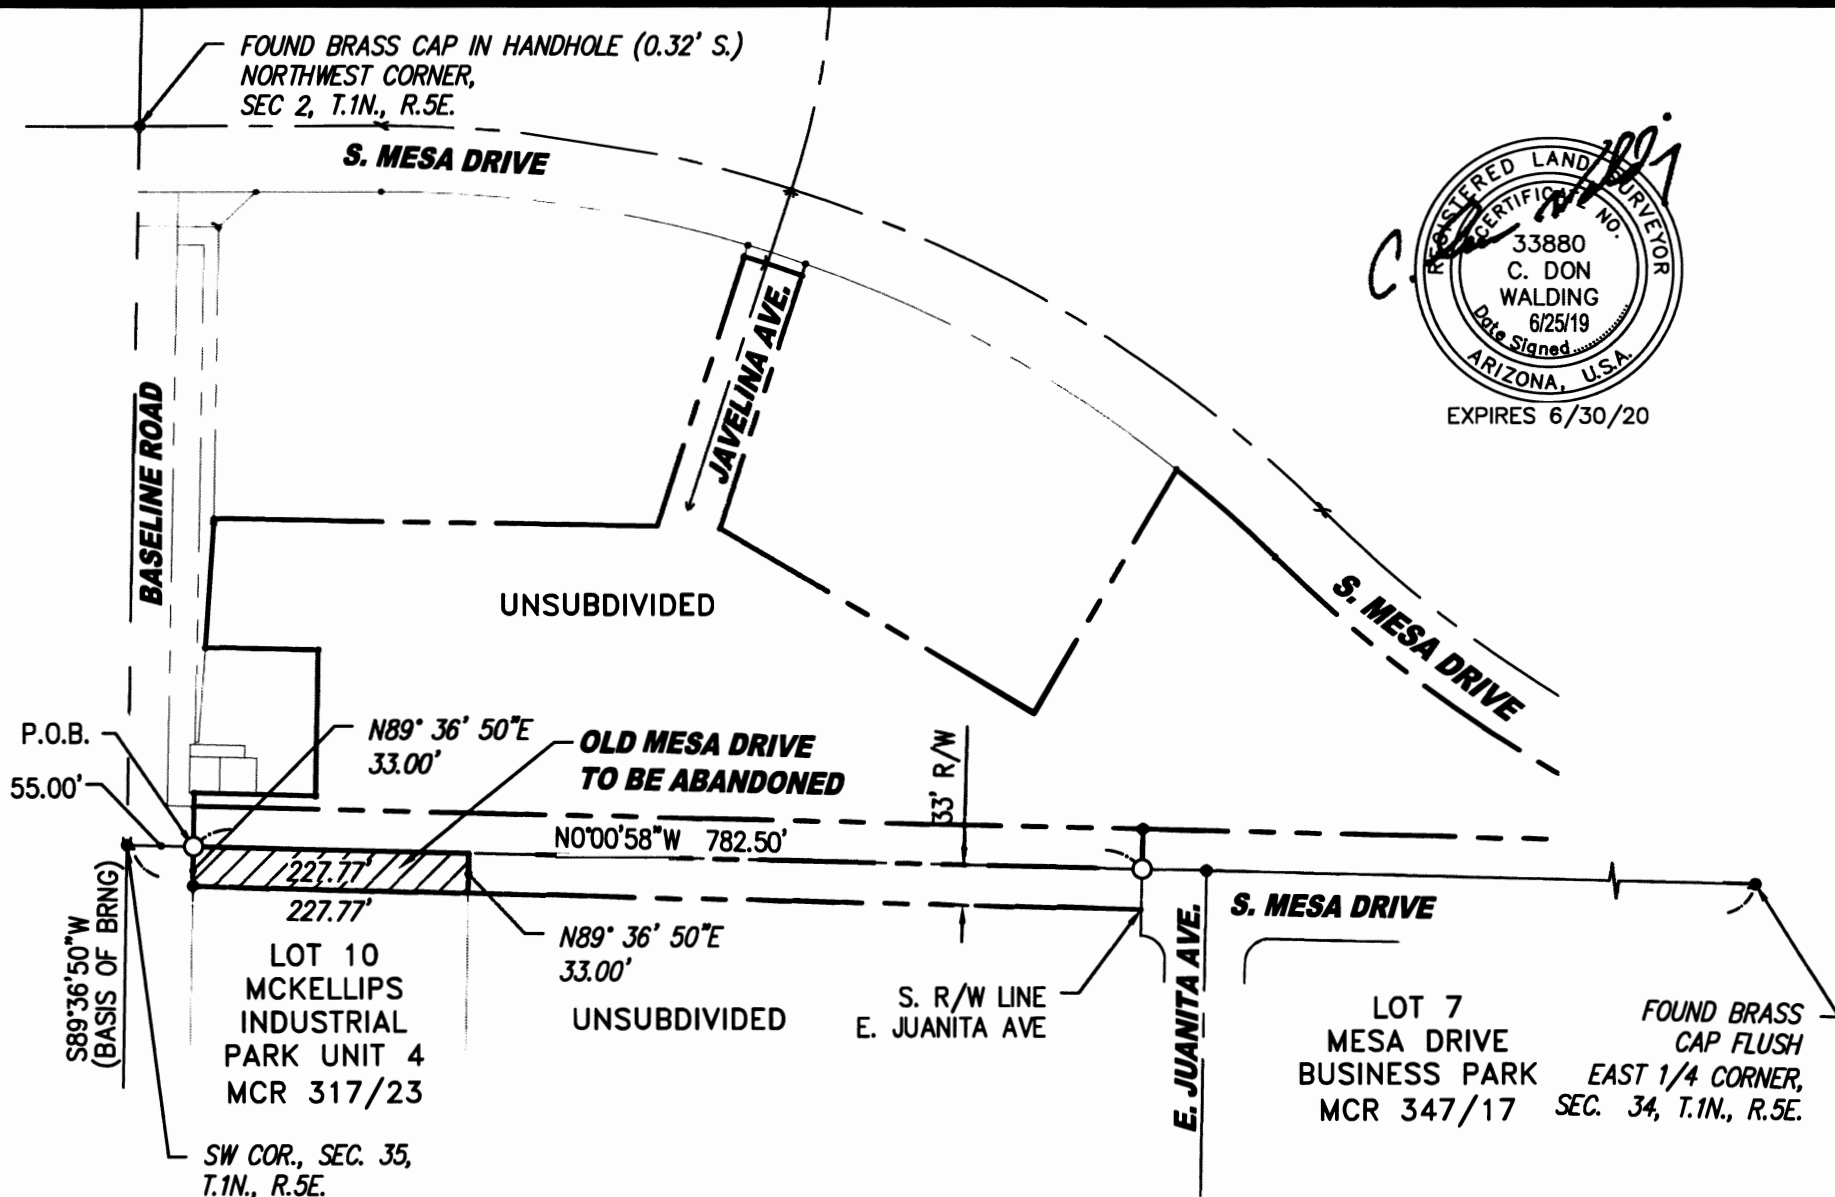 FOUND BRASS CAP IN HANDHOLE (0.32' S.)
NORTHWEST CORNER,
SEC 2, T.1N., R.5E.
S. MESA DRIVE
REGISTERED LAND SURVEYOR
CERTIFICATE NO.
33880
C. DON
WALDING
6/25/19
Date Signed
ARIZONA, U.S.A.
EXPIRES 6/30/20
JAVELINA AVE.
BASELINE ROAD
UNSUBDIVIDED
S. MESA DRIVE
P.O.B.
55.00'
N89° 36' 50"E
33.00'
OLD MESA DRIVE
TO BE ABANDONED
33' R/W
N0°00'58"W 782.50'
227.77'
227.77'
S89°36'50"W
(BASIS OF BRNG)
N89° 36' 50"E
33.00'
LOT 10
MCKELLIPS
INDUSTRIAL
PARK UNIT 4
MCR 317/23
UNSUBDIVIDED
S. R/W LINE
E. JUANITA AVE
E. JUANITA AVE.
S. MESA DRIVE
LOT 7
MESA DRIVE
BUSINESS PARK
MCR 347/17
FOUND BRASS
CAP FLUSH
EAST 1/4 CORNER,
SEC. 34, T.1N., R.5E.
SW COR., SEC. 35,
T.1N., R.5E.